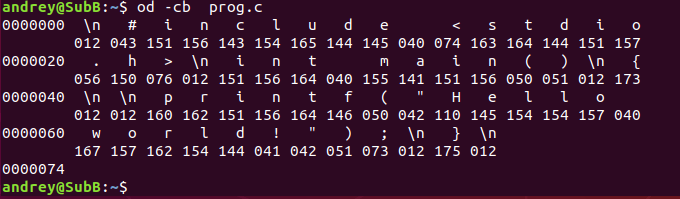 andrey@SubB:~$ od -cb  prog.c
0000000  \n   #   i   n   c   l   u   d   e       <   s   t   d   i   o
        012 043 151 156 143 154 165 144 145 040 074 163 164 144 151 157
0000020   .   h   >  \n   i   n   t       m   a   i   n   (   )  \n   {
        056 150 076 012 151 156 164 040 155 141 151 156 050 051 012 173
0000040  \n  \n   p   r   i   n   t   f   (   "   H   e   l   l   o
        012 012 160 162 151 156 164 146 050 042 110 145 154 154 157 040
0000060   w   o   r   l   d   !   "   )   ;  \n   }  \n
        167 157 162 154 144 041 042 051 073 012 175 012
0000074
andrey@SubB:~$